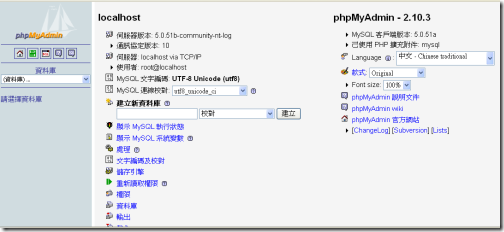 phpMyAdmin
資料庫
(資料庫) ...
請選擇資料庫
localhost
伺服器版本: 5.0.51b-community-nt-log
通訊協定版本: 10
伺服器: localhost via TCP/IP
使用者: root@localhost
MySQL 文字編碼: UTF-8 Unicode (utf8)
MySQL 連線校對: utf8_unicode_ci
建立新資料庫
校對 建立
顯示 MySQL 執行狀態
顯示 MySQL 系統變數
處理
文字編碼及校對
儲存引擎
重新讀取權限
權限
資料庫
輸出
phpMyAdmin - 2.10.3
MySQL 客戶端版本: 5.0.51a
已使用 PHP 擴充附件: mysql
Language: 中文 - Chinese traditional
款式: Original
Font size: 100%
phpMyAdmin 說明文件
phpMyAdmin wiki
phpMyAdmin 官方網站
[ChangeLog] [Subversion] [Lists]